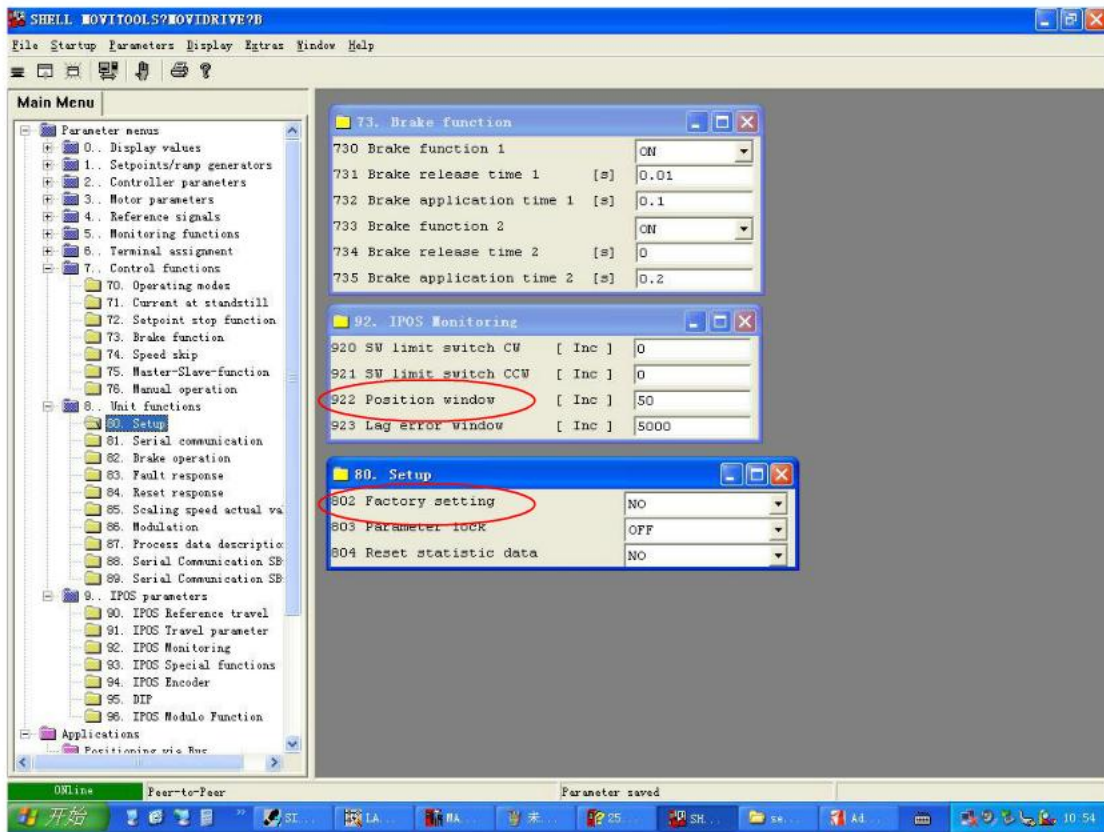 SHELL MOVITOOLS?MOVIDRIVE?B
File Startup Parameters Display Extras Window Help
Main Menu
Parameter menus
0.. Display values
1.. Setpoints/ramp generators
2.. Controller parameters
3.. Motor parameters
4.. Reference signals
5.. Monitoring functions
6.. Terminal assignment
7.. Control functions
70. Operating modes
71. Current at standstill
72. Setpoint stop function
73. Brake function
74. Speed skip
75. Master-Slave-function
76. Manual operation
8.. Unit functions
80. Setup
81. Serial communication
82. Brake operation
83. Fault response
84. Reset response
85. Scaling speed actual va
86. Modulation
87. Process data descriptio
88. Serial Communication SB
89. Serial Communication SB
9.. IPOS parameters
90. IPOS Reference travel
91. IPOS Travel parameter
92. IPOS Monitoring
93. IPOS Special functions
94. IPOS Encoder
95. DIP
96. IPOS Modulo Function
Applications
Positioning via Bus
73. Brake function
730 Brake function 1 ON
731 Brake release time 1 [s] 0.01
732 Brake application time 1 [s] 0.1
733 Brake function 2 ON
734 Brake release time 2 [s] 0
735 Brake application time 2 [s] 0.2
92. IPOS Monitoring
920 SW limit switch CW [ Inc ] 0
921 SW limit switch CCW [ Inc ] 0
922 Position window [ Inc ] 50
923 Lag error window [ Inc ] 5000
80. Setup
802 Factory setting NO
803 Parameter lock OFF
804 Reset statistic data NO
ONline Peer-to-Peer Parameter saved
开始 SI... LA... MA... 未... 25... SH... se... Ad... 10:54